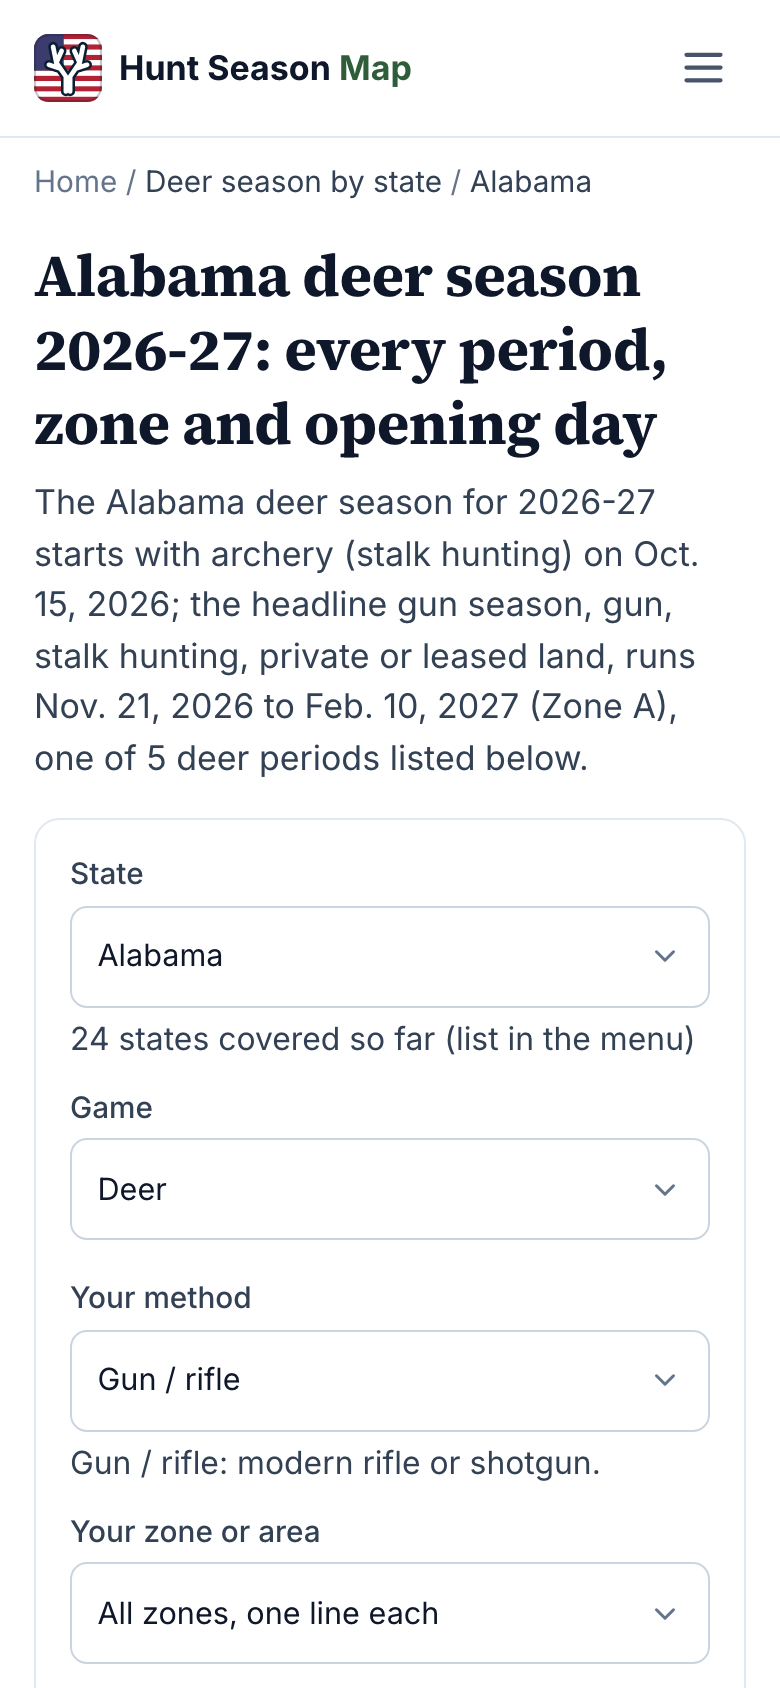 Hunt Season Map
Home / Deer season by state / Alabama
Alabama deer season
2026-27: every period,
zone and opening day
The Alabama deer season for 2026-27
starts with archery (stalk hunting) on Oct.
15, 2026; the headline gun season, gun,
stalk hunting, private or leased land, runs
Nov. 21, 2026 to Feb. 10, 2027 (Zone A),
one of 5 deer periods listed below.
State
Alabama
24 states covered so far (list in the menu)
Game
Deer
Your method
Gun / rifle
Gun / rifle: modern rifle or shotgun.
Your zone or area
All zones, one line each